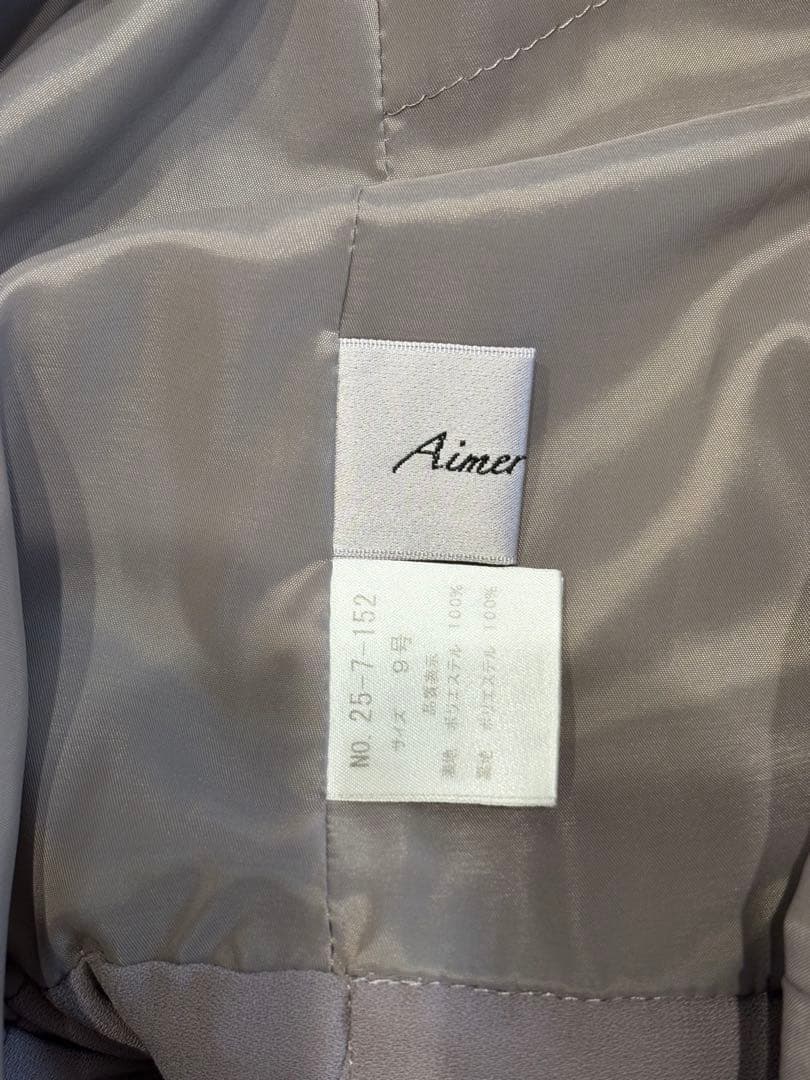 Aimer
NO. 25-7-152
サイズ 9号
品質表示
表地 ポリエステル 100%
裏地 ポリエステル 100%